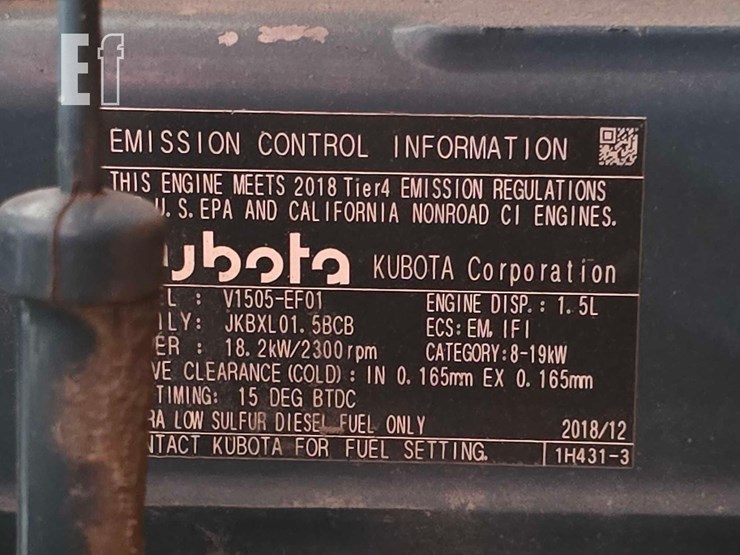 Ef
EMISSION CONTROL INFORMATION
THIS ENGINE MEETS 2018 Tier4 EMISSION REGULATIONS
U.S. EPA AND CALIFORNIA NONROAD CI ENGINES.
Kubota KUBOTA Corporation
EL : V1505-EF01 ENGINE DISP.: 1.5L
ILY: JKBXL01.5BCB ECS: EM, IFI
ER : 18.2kW/2300rpm CATEGORY:8-19kW
VE CLEARANCE (COLD) : IN 0.165mm EX 0.165mm
TIMING: 15 DEG BTDC
RA LOW SULFUR DIESEL FUEL ONLY 2018/12
NTACT KUBOTA FOR FUEL SETTING. 1H431-3